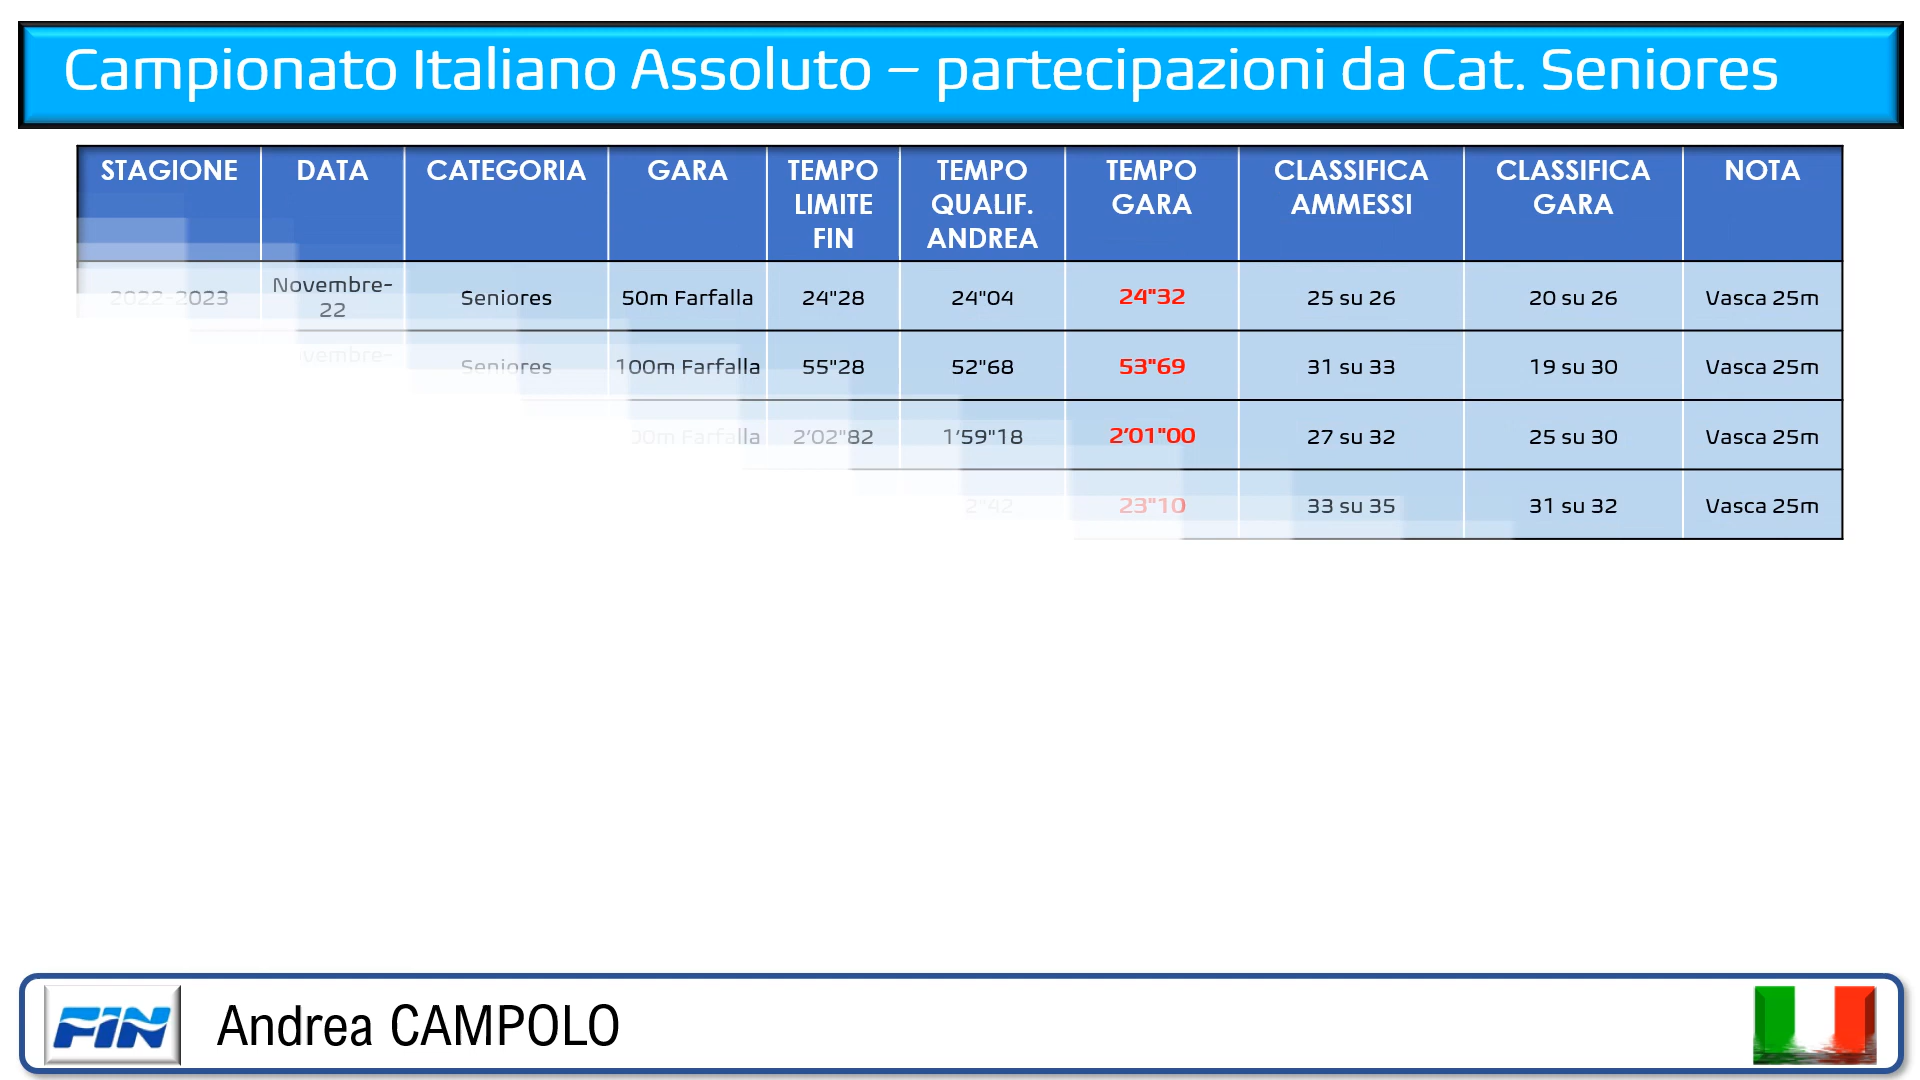 Campionato Italiano Assoluto – partecipazioni da Cat. Seniores
STAGIONE DATA CATEGORIA GARA TEMPO LIMITE FIN TEMPO QUALIF. ANDREA TEMPO GARA CLASSIFICA AMMESSI CLASSIFICA GARA NOTA
2022-2023 Novembre-22 Seniores 50m Farfalla 24"28 24"04 24"32 25 su 26 20 su 26 Vasca 25m
Seniores 100m Farfalla 55"28 52"68 53"69 31 su 33 19 su 30 Vasca 25m
Farfalla 2’02"82 1’59"18 2’01"00 27 su 32 25 su 30 Vasca 25m
23"10 33 su 35 31 su 32 Vasca 25m
FIN Andrea CAMPOLO